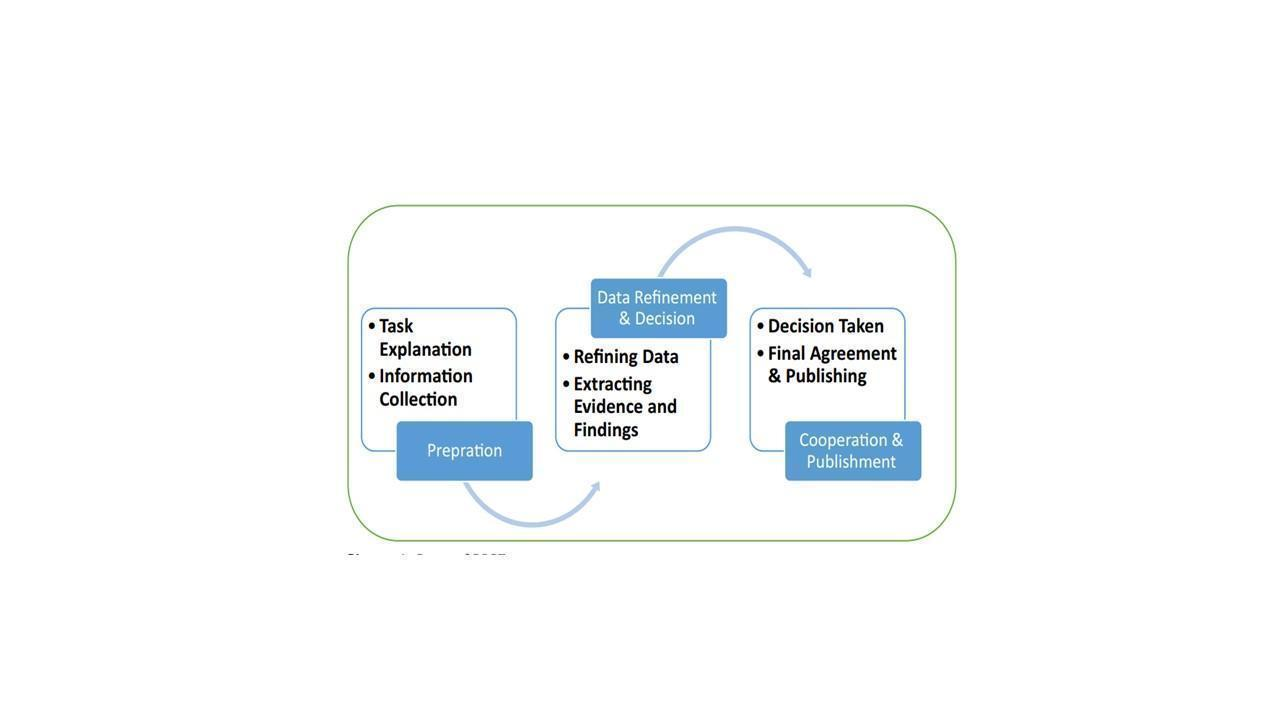 • Task
Explanation
• Information
Collection
Prepration
Data Refinement
& Decision
• Refining Data
• Extracting
Evidence and
Findings
• Decision Taken
• Final Agreement
& Publishing
Cooperation &
Publishment